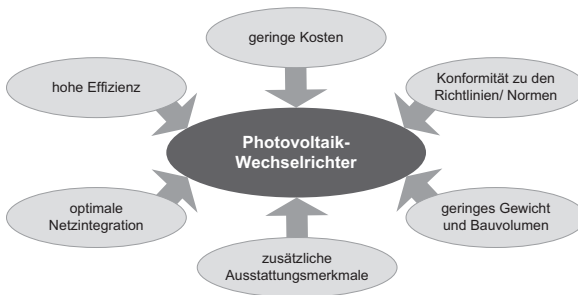 geringe Kosten
hohe Effizienz
Konformität zu den
Richtlinien/ Normen
Photovoltaik-
Wechselrichter
optimale
Netzintegration
geringes Gewicht
und Bauvolumen
zusätzliche
Ausstattungsmerkmale